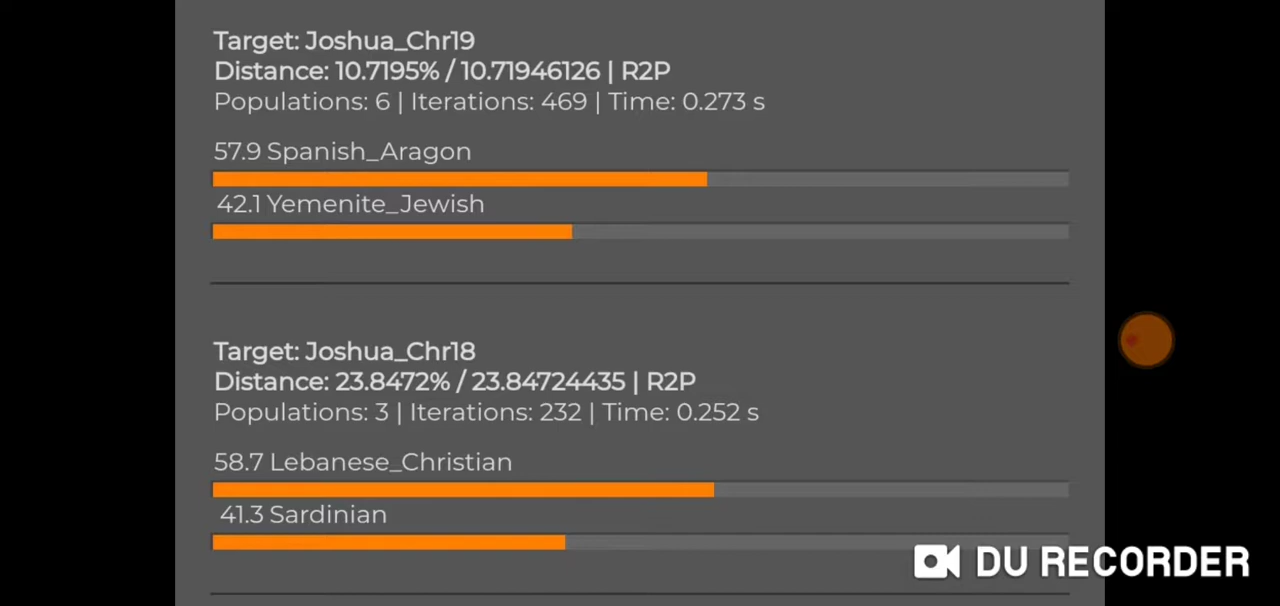 Target: Joshua_Chr19
Distance: 10.7195% / 10.71946126 | R2P
Populations: 6 | Iterations: 469 | Time: 0.273 s
57.9 Spanish_Aragon
42.1 Yemenite_Jewish
Target: Joshua_Chr18
Distance: 23.8472% / 23.84724435 | R2P
Populations: 3 | Iterations: 232 | Time: 0.252 s
58.7 Lebanese_Christian
41.3 Sardinian
DU RECORDER